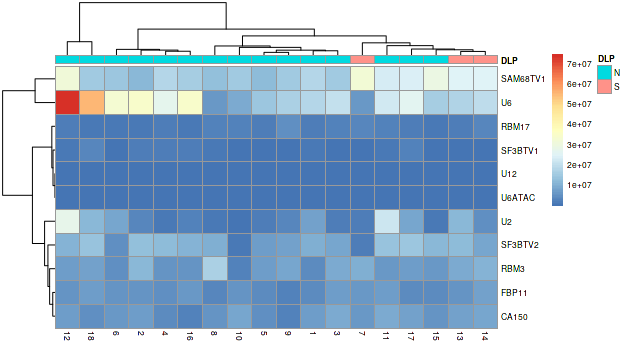 DLP
SAM68TV1
U6
RBM17
SF3BTV1
U12
U6ATAC
U2
SF3BTV2
RBM3
FBP11
CA150
12 18 6 2 4 16 8 10 5 9 1 3 7 11 17 15 13 14
7e+07
6e+07
5e+07
4e+07
3e+07
2e+07
1e+07
DLP
N
S